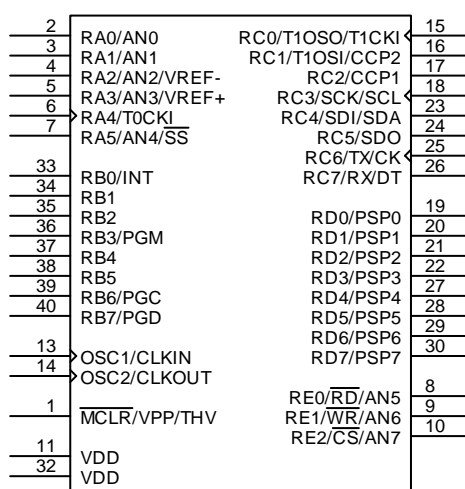 2 RA0/AN0 RC0/T1OSO/T1CKI 15
3 RA1/AN1 RC1/T1OSI/CCP2 16
4 RA2/AN2/VREF- RC2/CCP1 17
5 RA3/AN3/VREF+ RC3/SCK/SCL 18
6 RA4/T0CKI RC4/SDI/SDA 23
7 RA5/AN4/SS RC5/SDO 24
RC6/TX/CK 25
33 RB0/INT RC7/RX/DT 26
34 RB1
35 RB2 RD0/PSP0 19
36 RB3/PGM RD1/PSP1 20
37 RB4 RD2/PSP2 21
38 RB5 RD3/PSP3 22
39 RB6/PGC RD4/PSP4 27
40 RB7/PGD RD5/PSP5 28
RD6/PSP6 29
13 OSC1/CLKIN RD7/PSP7 30
14 OSC2/CLKOUT
RE0/RD/AN5 8
1 MCLR/VPP/THV RE1/WR/AN6 9
RE2/CS/AN7 10
11 VDD
32 VDD